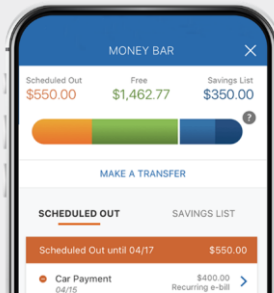 MONEY BAR
Scheduled Out Free Savings List
$550.00 $1,462.77 $350.00
?
MAKE A TRANSFER
SCHEDULED OUT SAVINGS LIST
Scheduled Out until 04/17 $550.00
Car Payment $400.00
04/15 Recurring e-bill